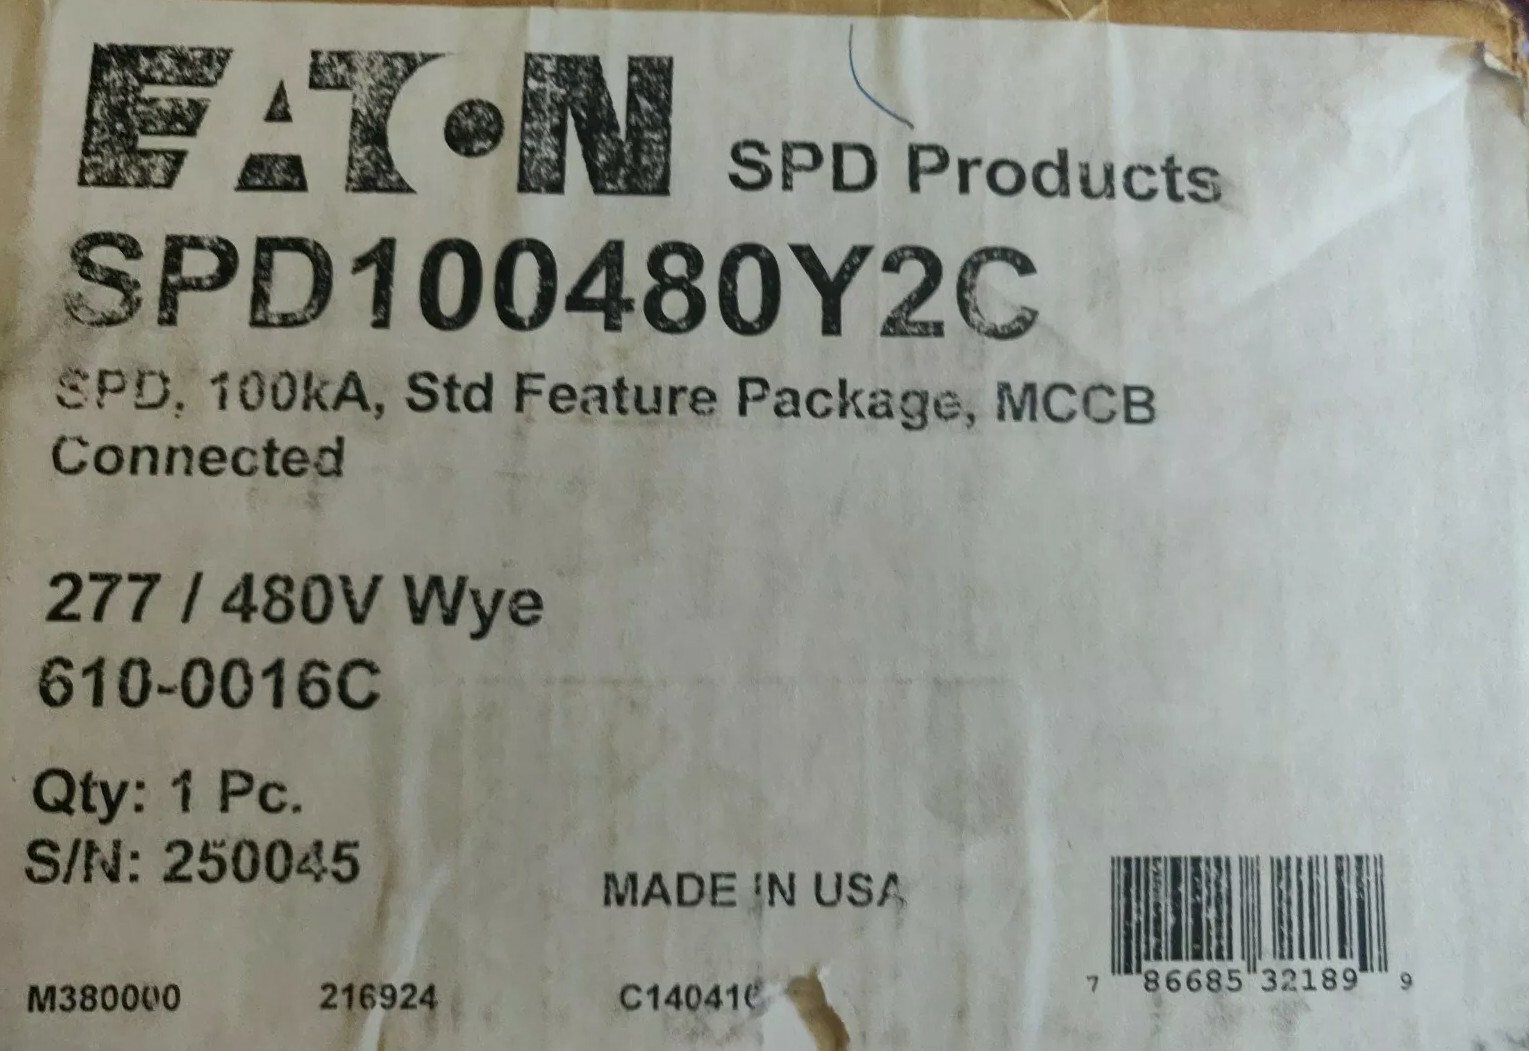 EATON SPD Products
SPD100480Y2C
SPD, 100kA, Std Feature Package, MCCB
Connected
277 / 480V Wye
610-0016C
Qty: 1 Pc.
S/N: 250045
MADE IN USA
M380000 216924
7 86685 32189 9